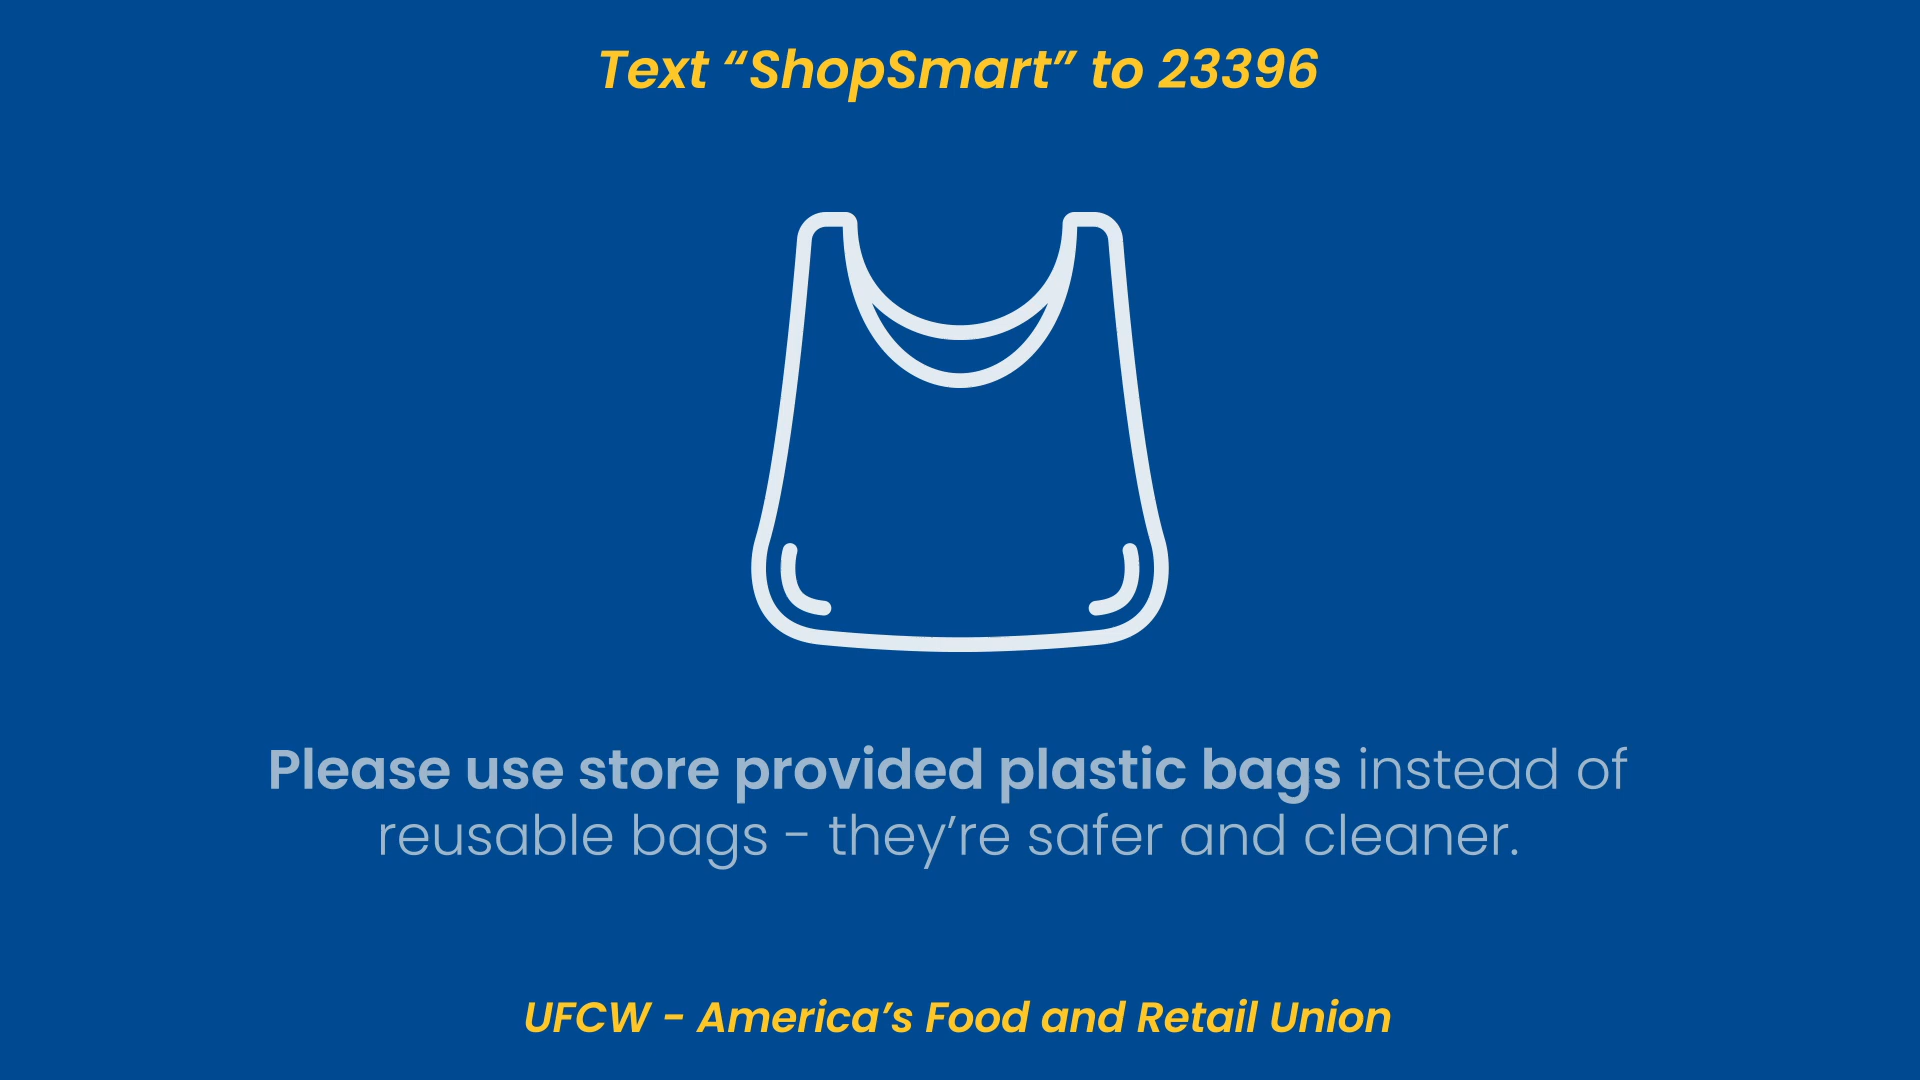 Text “ShopSmart” to 23396
Please use store provided plastic bags instead of
reusable bags - they’re safer and cleaner.
UFCW - America’s Food and Retail Union